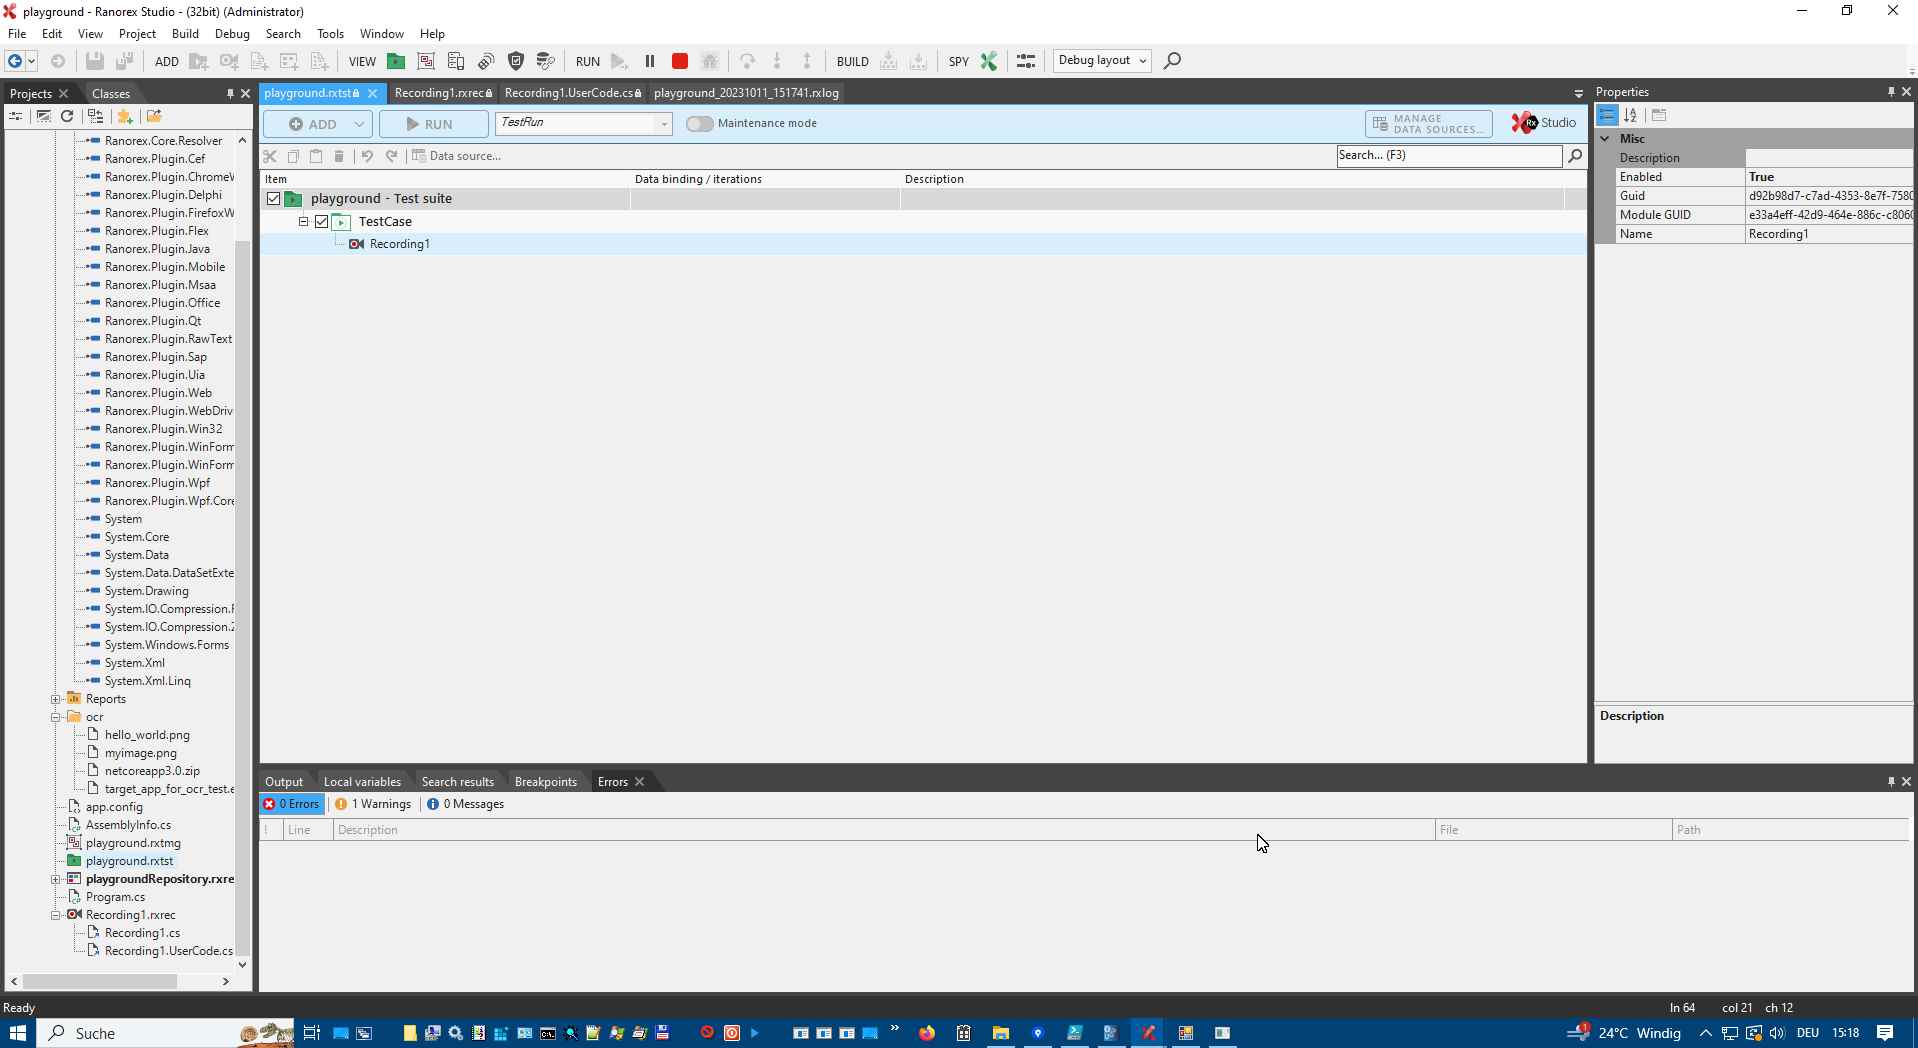 playground - Ranorex Studio - (32bit) (Administrator)
File Edit View Project Build Debug Search Tools Window Help
ADD VIEW RUN BUILD SPY Debug layout
Projects Classes
playground.rxtst Recording1.rxrec Recording1.UserCode.cs playground_20231011_151741.rxlog
Properties
ADD RUN TestRun Maintenance mode MANAGE DATA SOURCES... Studio
Data source... Search... (F3)
Item Data binding / iterations Description
playground - Test suite
TestCase
Recording1
Ranorex.Core.Resolver
Ranorex.Plugin.Cef
Ranorex.Plugin.Chrome
Ranorex.Plugin.Delphi
Ranorex.Plugin.FirefoxW
Ranorex.Plugin.Flex
Ranorex.Plugin.Java
Ranorex.Plugin.Mobile
Ranorex.Plugin.Msaa
Ranorex.Plugin.Office
Ranorex.Plugin.Qt
Ranorex.Plugin.RawText
Ranorex.Plugin.Sap
Ranorex.Plugin.Uia
Ranorex.Plugin.Web
Ranorex.Plugin.WebDriv
Ranorex.Plugin.Win32
Ranorex.Plugin.WinForm
Ranorex.Plugin.WinForm
Ranorex.Plugin.Wpf
Ranorex.Plugin.Wpf.Core
System
System.Core
System.Data
System.Data.DataSetExte
System.Drawing
System.IO.Compression.F
System.IO.Compression.Z
System.Windows.Forms
System.Xml
System.Xml.Linq
Reports
ocr
hello_world.png
myimage.png
netcoreapp3.0.zip
target_app_for_ocr_test.e
app.config
AssemblyInfo.cs
playground.rxtmg
playground.rxtst
playgroundRepository.rxre
Program.cs
Recording1.rxrec
Recording1.cs
Recording1.UserCode.cs
Misc
Description
Enabled True
Guid d92b98d7-c7ad-4353-8e7f-7580
Module GUID e33a4eff-42d9-464e-886c-c8060
Name Recording1
Description
Output Local variables Search results Breakpoints Errors
0 Errors 1 Warnings 0 Messages
! Line Description File Path
Ready ln 64 col 21 ch 12
Suche 24°C Windig DEU 15:18